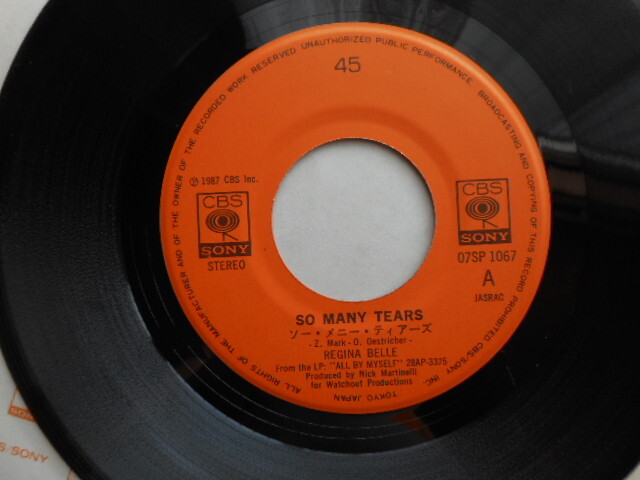 ALL RIGHTS OF THE MANUFACTURER AND OF THE OWNER OF THE RECORDED WORK RESERVED UNAUTHORIZED PUBLIC PERFORMANCE, BROADCASTING AND COPYING OF THIS RECORD PROHIBITED CBS/SONY INC. TOKYO JAPAN
45
℗ 1987 CBS Inc.
CBS
SONY
STEREO
CBS
SONY
07SP 1067
A
JASRAC
SO MANY TEARS
ソー・メニー・ティアーズ
- Z. Mark - O. Oestricher -
REGINA BELLE
From the LP: "ALL BY MYSELF" 28AP-3375
Produced by Nick Martinelli
for Watchout Productions
SON
S/SONY